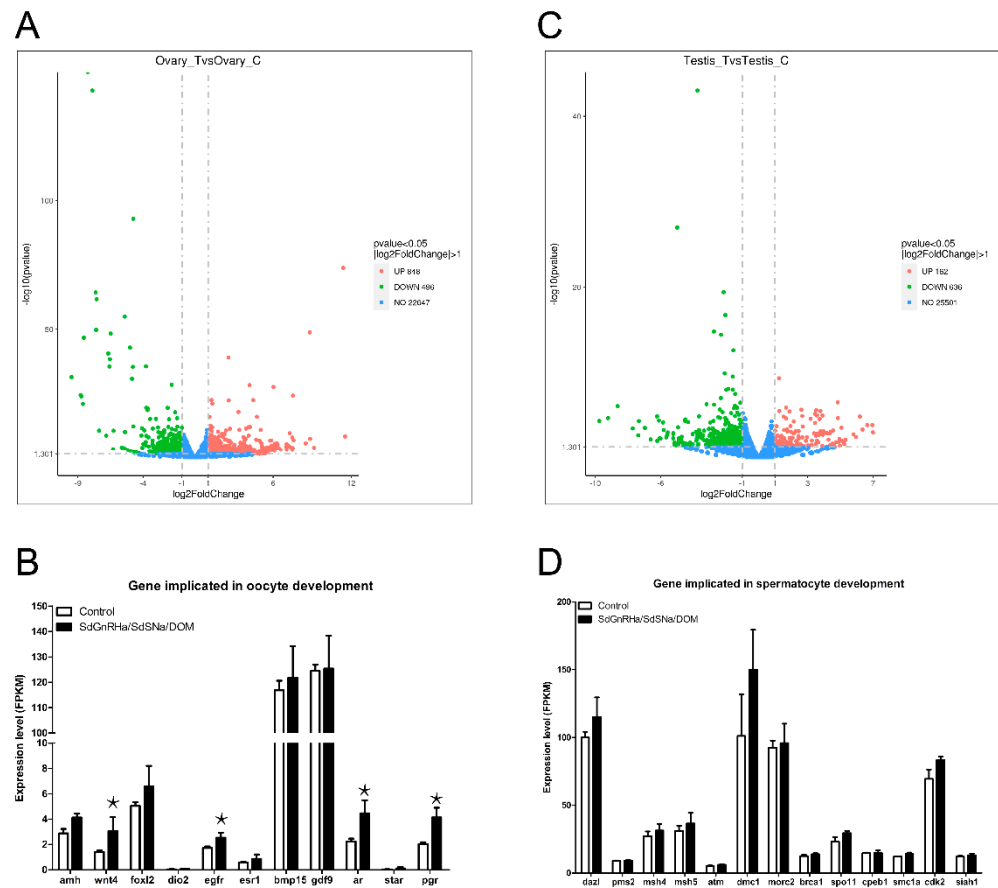 A
Ovary_TvsOvary_C
-log10(pvalue)
100
50
1.301
-9
-4
-1
1
6
12
log2FoldChange
pvalue<0.05
|log2FoldChange|>1
UP 848
DOWN 486
NO 22647
C
Testis_TvsTestis_C
-log10(pvalue)
40
20
1.301
-10
-5
-1
1
3
7
log2FoldChange
pvalue<0.05
|log2FoldChange|>1
UP 162
DOWN 636
NO 25501
B
Gene implicated in oocyte development
Control
SdGnRHa/SdSNa/DOM
Expression level (FPKM)
150
140
130
120
110
100
10
8
6
4
2
0
amh wnt4 foxl2 dio2 egfr esr1 bmp15 gdf9 ar star pgr
D
Gene implicated in spermatocyte development
Control
SdGnRHa/SdSNa/DOM
Expression level (FPKM)
200
150
100
50
0
dazl pms2 msh4 msh5 atm dmc1 morc2 brca1 spo11 cpeb1 smc1a cdk2 siah1